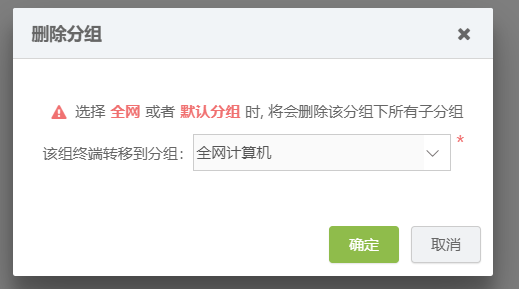 删除分组
选择 全网 或者 默认分组 时, 将会删除该分组下所有子分组
该组终端转移到分组： 全网计算机 *
确定 取消